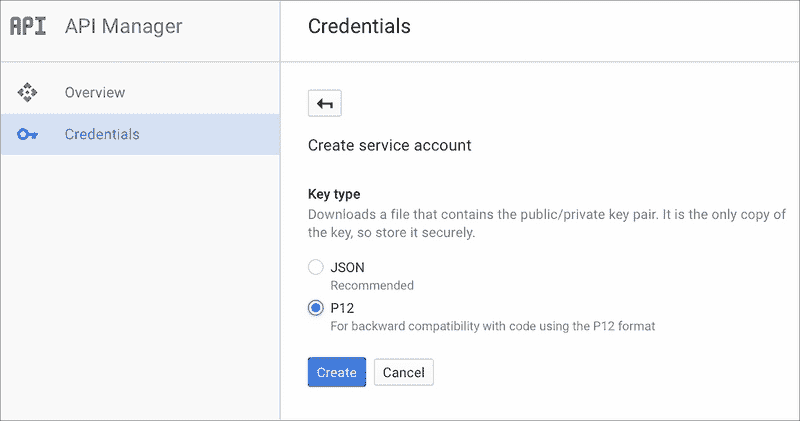 API API Manager
Credentials
Overview
Credentials
Create service account
Key type
Downloads a file that contains the public/private key pair. It is the only copy of
the key, so store it securely.
JSON
Recommended
P12
For backward compatibility with code using the P12 format
Create Cancel